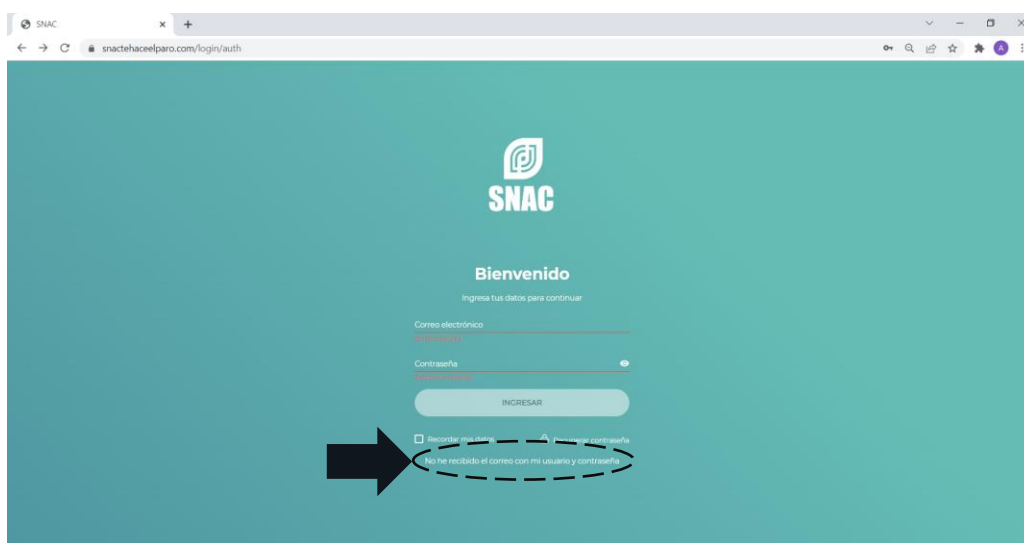 SNAC
snactehaceelparo.com/login/auth
A
SNAC
Bienvenido
Ingresa tus datos para continuar
Correo electrónico
Contraseña
INGRESAR
Recordar mis datos
Recuperar contraseña
No he recibido el correo con mi usuario y contraseña